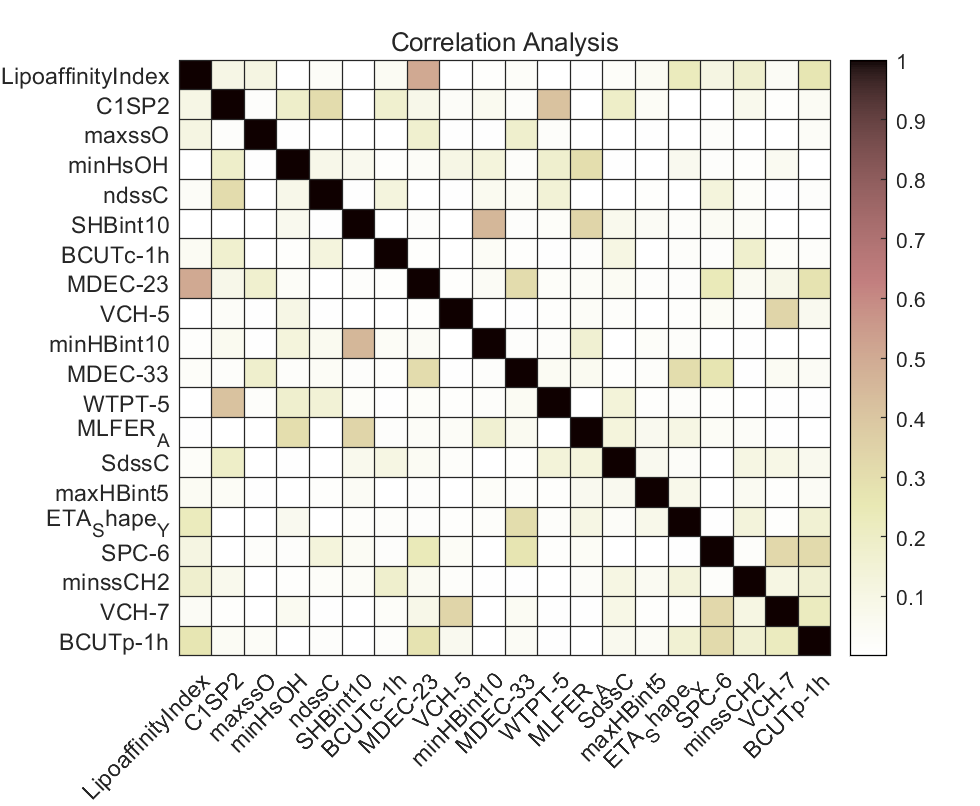 Correlation Analysis
LipoaffinityIndex
C1SP2
maxssO
minHsOH
ndssC
SHBint10
BCUTc-1h
MDEC-23
VCH-5
minHBint10
MDEC-33
WTPT-5
MLFER_A
SdssC
maxHBint5
ETA_Shape_Y
SPC-6
minssCH2
VCH-7
BCUTp-1h
1
0.9
0.8
0.7
0.6
0.5
0.4
0.3
0.2
0.1
LipoaffinityIndex
C1SP2
maxssO
minHsOH
ndssC
SHBint10
BCUTc-1h
MDEC-23
VCH-5
minHBint10
MDEC-33
WTPT-5
MLFER_A
SdssC
maxHBint5
ETA_Shape_Y
SPC-6
minssCH2
VCH-7
BCUTp-1h